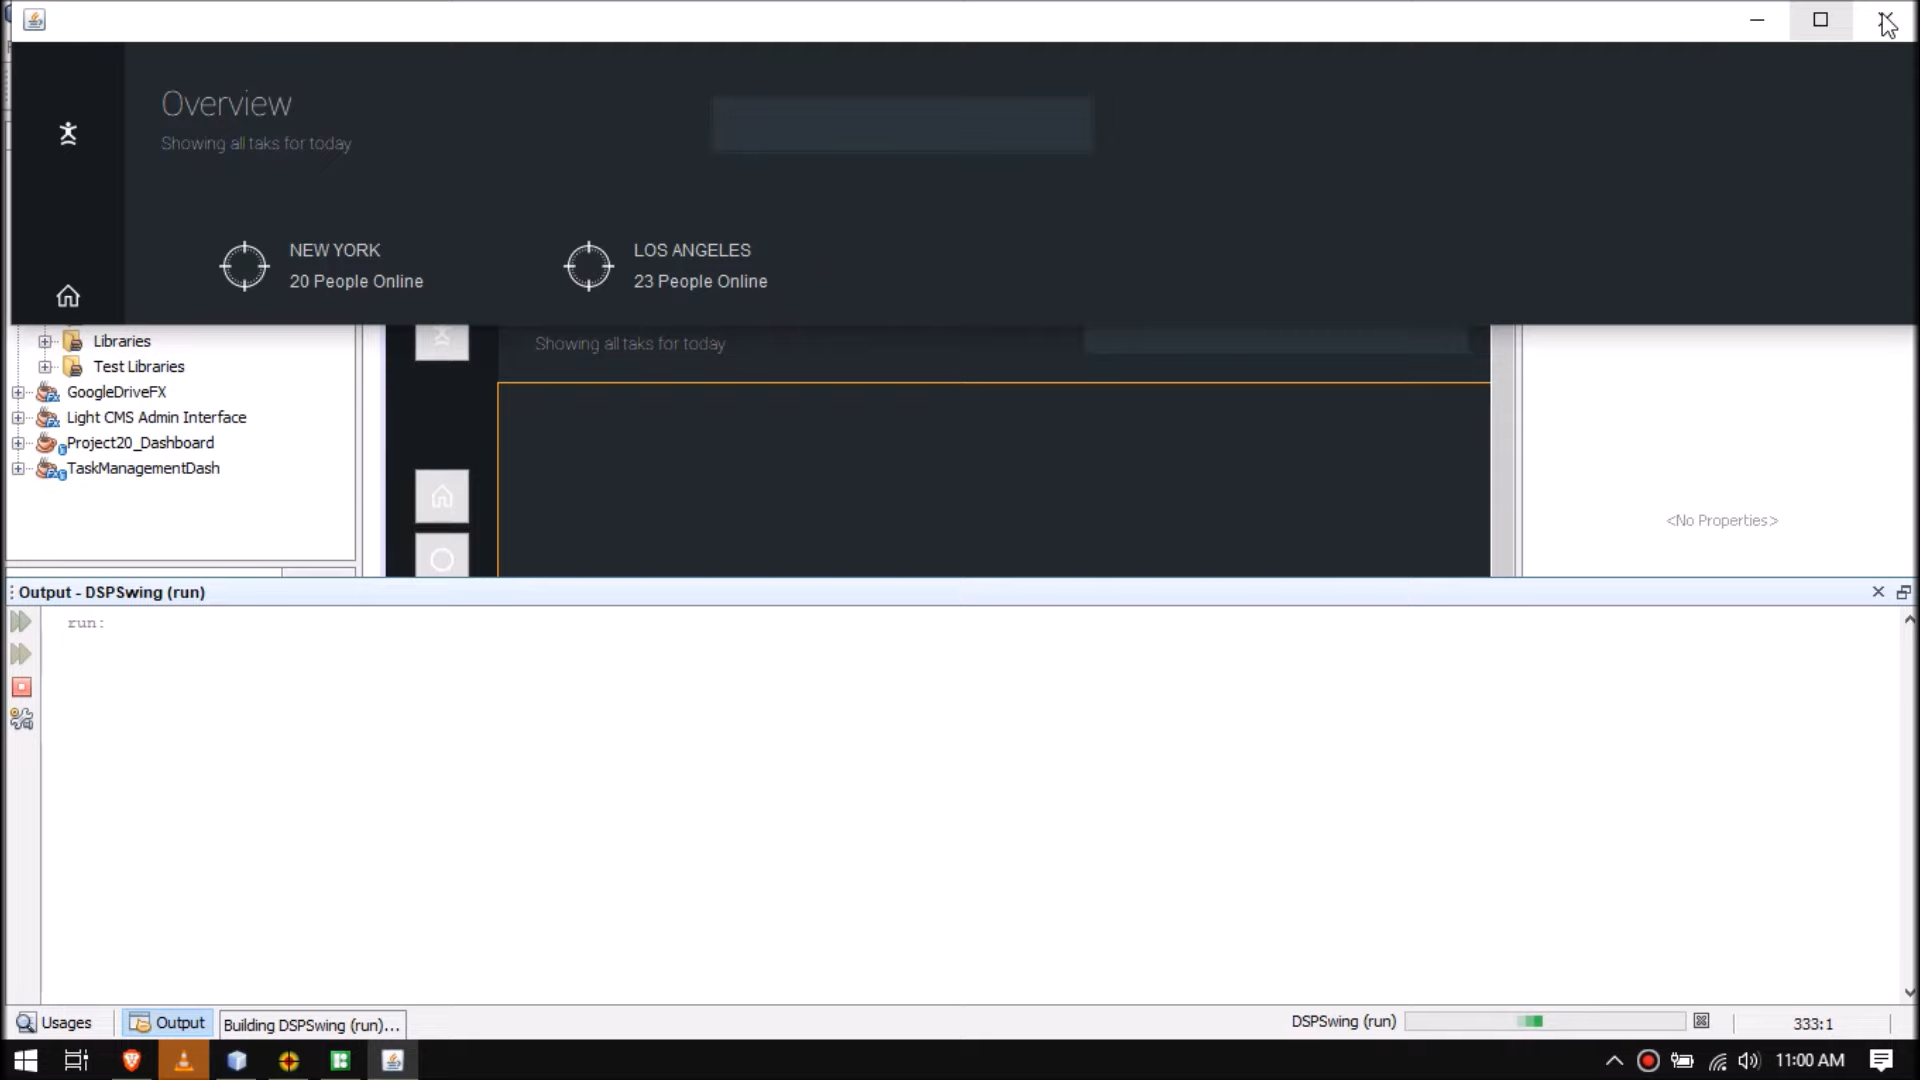 Overview
Showing all taks for today
NEW YORK
20 People Online
LOS ANGELES
23 People Online
Libraries
Test Libraries
GoogleDriveFX
Light CMS Admin Interface
Project20_Dashboard
TaskManagementDash
Showing all taks for today
<No Properties>
Output - DSPSwing (run)
run:
Usages
Output
Building DSPSwing (run)...
DSPSwing (run)
333:1
11:00 AM